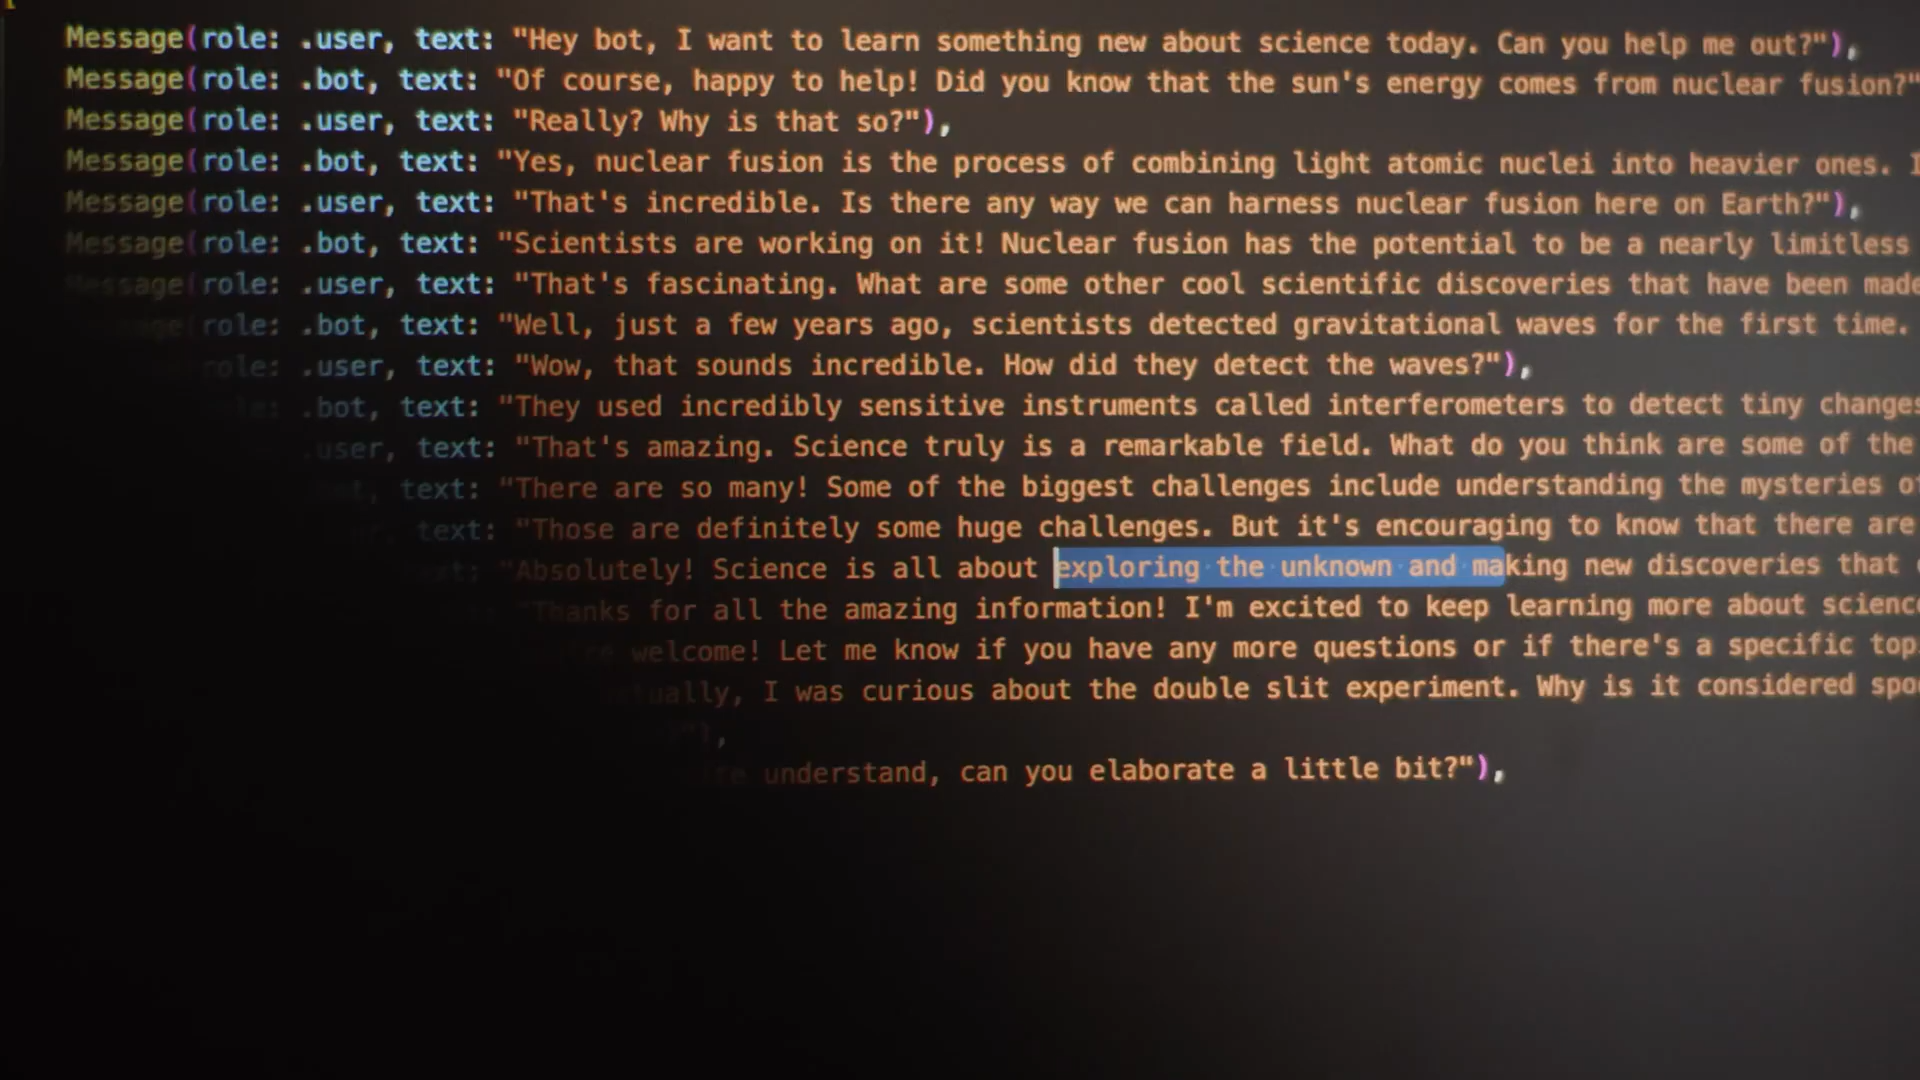 Message(role: .user, text: "Hey bot, I want to learn something new about science today. Can you help me out?"),
Message(role: .bot, text: "Of course, happy to help! Did you know that the sun's energy comes from nuclear fusion?"
Message(role: .user, text: "Really? Why is that so?"),
Message(role: .bot, text: "Yes, nuclear fusion is the process of combining light atomic nuclei into heavier ones.
Message(role: .user, text: "That's incredible. Is there any way we can harness nuclear fusion here on Earth?"),
Message(role: .bot, text: "Scientists are working on it! Nuclear fusion has the potential to be a nearly limitless
Message(role: .user, text: "That's fascinating. What are some other cool scientific discoveries that have been made
role: .bot, text: "Well, just a few years ago, scientists detected gravitational waves for the first time.
role: .user, text: "Wow, that sounds incredible. How did they detect the waves?"),
.bot, text: "They used incredibly sensitive instruments called interferometers to detect tiny changes
.user, text: "That's amazing. Science truly is a remarkable field. What do you think are some of the
text: "There are so many! Some of the biggest challenges include understanding the mysteries
text: "Those are definitely some huge challenges. But it's encouraging to know that there are
text: "Absolutely! Science is all about exploring the unknown and making new discoveries that
"Thanks for all the amazing information! I'm excited to keep learning more about
welcome! Let me know if you have any more questions or if there's a specific
I was curious about the double slit experiment. Why is it considered
"),
understand, can you elaborate a little bit?"),